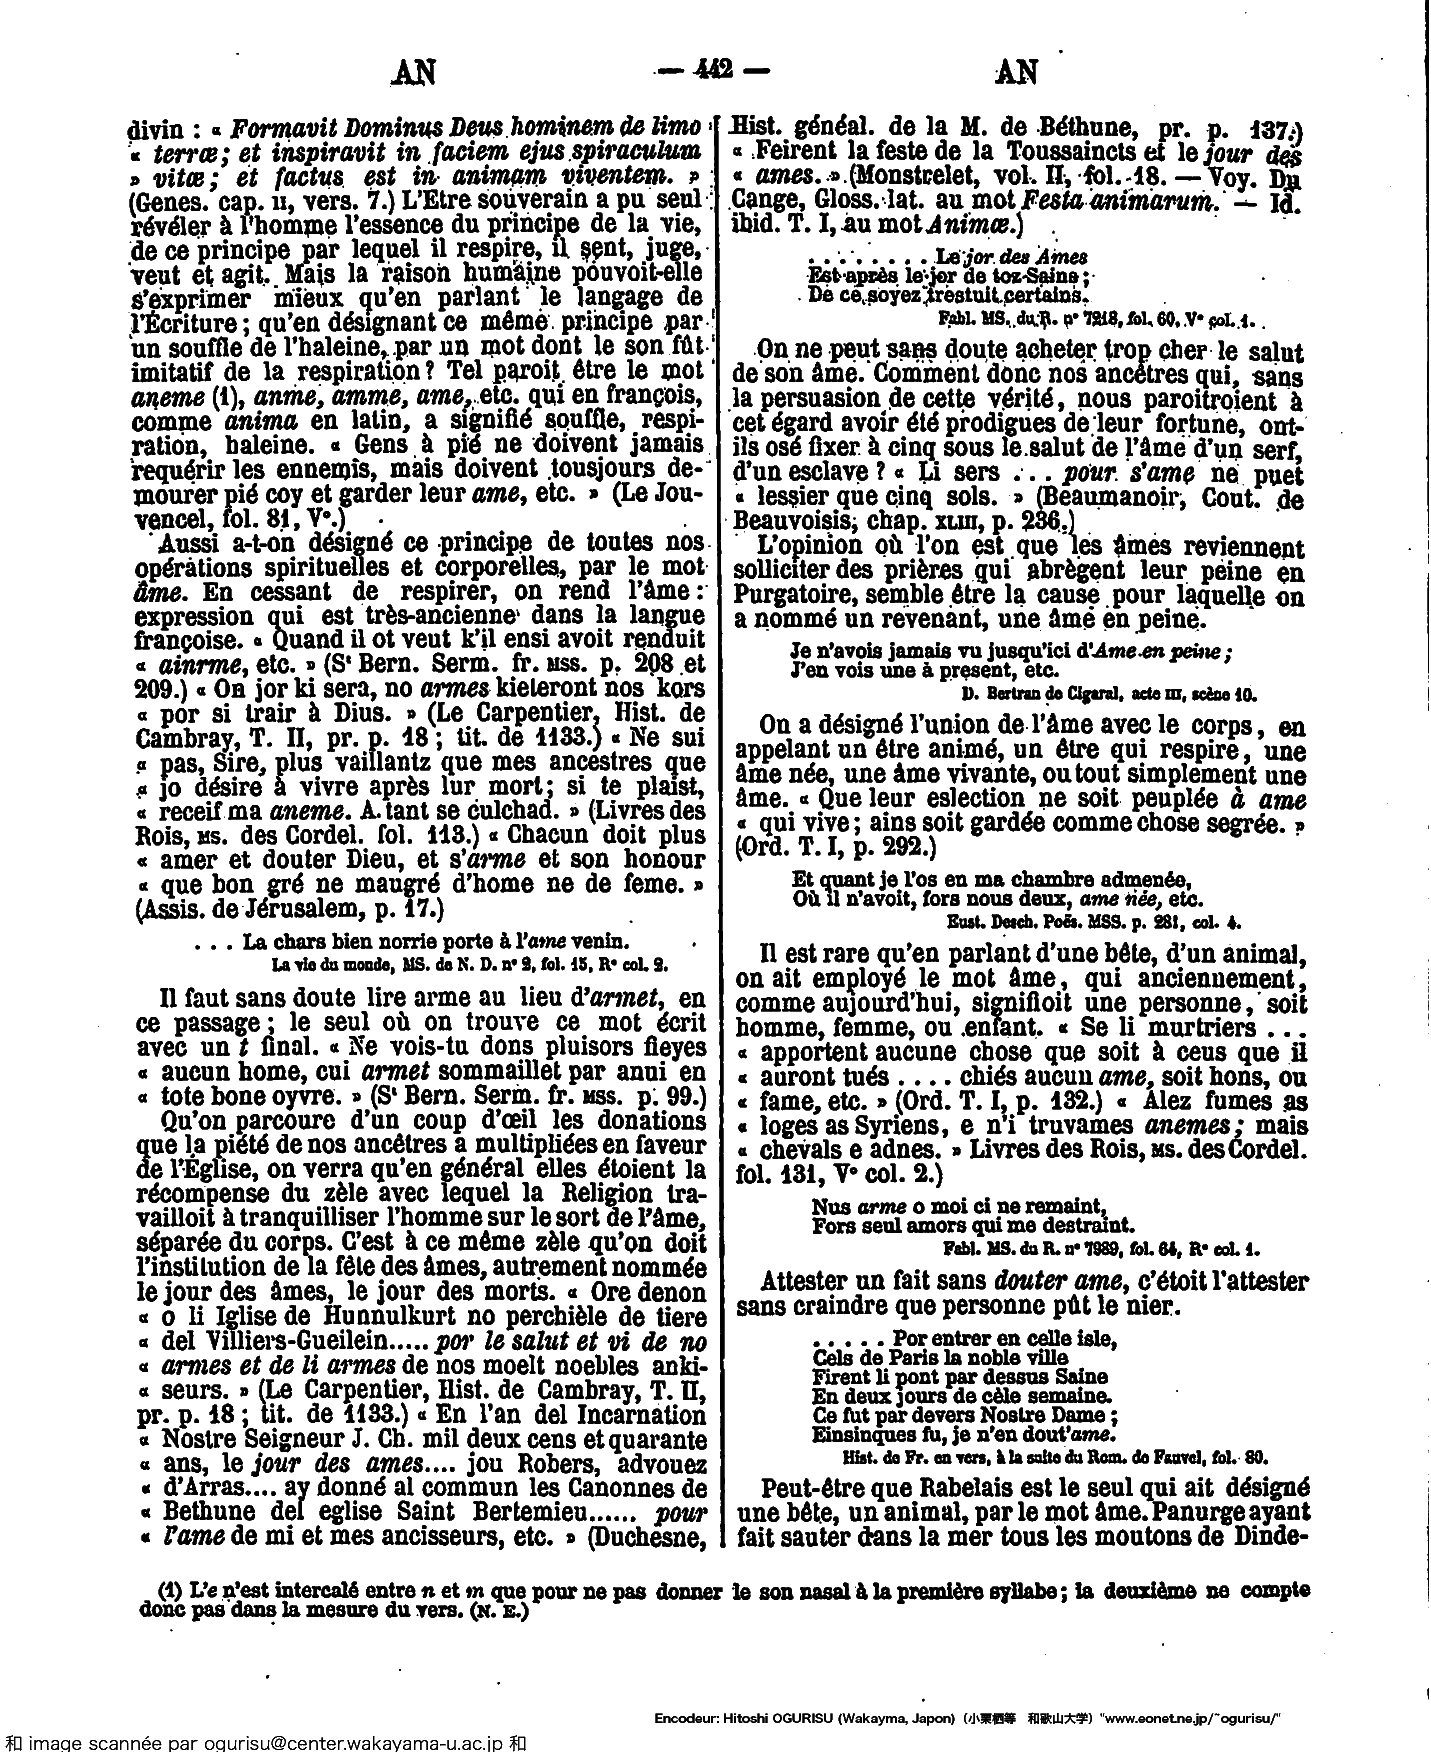 AN — 442 — AN
divin : « Formavit Dominus Deus hominem de limo
« terræ; et inspiravit in faciem ejus spiraculum
» vitæ; et factus est in animam viventem. »
(Genes. cap. II, vers. 7.) L'Etre souverain a pu seul
révéler à l'homme l'essence du principe de la vie,
de ce principe par lequel il respire, il sent, juge,
veut et agit. Mais la raison humaine pouvoit-elle
s'exprimer mieux qu'en parlant le langage de
l'Écriture; qu'en désignant ce même principe par
un souffle de l'haleine, par un mot dont le son fût
imitatif de la respiration? Tel paroit être le mot
aneme (1), anme, amme, ame, etc. qui en françois,
comme anima en latin, a signifié souffle, respi-
ration, haleine. « Gens à pié ne doivent jamais
requérir les ennemis, mais doivent tousjours de-
mourer pié coy et garder leur ame, etc. » (Le Jou-
vencel, fol. 81, V°.)
Aussi a-t-on désigné ce principe de toutes nos
opérations spirituelles et corporelles, par le mot
âme. En cessant de respirer, on rend l'âme :
expression qui est très-ancienne dans la langue
françoise. « Quand il ot veut k'il ensi avoit renduit
« ainrme, etc. » (St Bern. Serm. fr. MSS. p. 208 et
209.) « On jor ki sera, no armes kieteront nos kors
« por si trair à Dius. » (Le Carpentier, Hist. de
Cambray, T. II, pr. p. 18; tit. de 1133.) « Ne sui
« pas, Sire, plus vaillantz que mes ancestres que
« jo désire à vivre après lur mort; si te plaist,
« receif ma aneme. A tant se culchad. » (Livres des
Rois, MS. des Cordel. fol. 113.) « Chacun doit plus
« amer et douter Dieu, et s'arme et son honour
« que bon gré ne maugré d'home ne de feme. »
(Assis. de Jérusalem, p. 17.)
. . . La chars bien norrie porte à l'ame venin.
La vie du monde, MS. de N. D. n° 2, fol. 15, R° col. 2.
Il faut sans doute lire arme au lieu d'armet, en
ce passage; le seul où on trouve ce mot écrit
avec un t final. « Ne vois-tu dons pluisors fieyes
« aucun home, cui armet sommaillet par anui en
« tote bone oyvre. » (St Bern. Serm. fr. MSS. p. 99.)
Qu'on parcoure d'un coup d'œil les donations
que la piété de nos ancêtres a multipliées en faveur
de l'Église, on verra qu'en général elles étoient la
récompense du zèle avec lequel la Religion tra-
vailloit à tranquilliser l'homme sur le sort de l'âme,
séparée du corps. C'est à ce même zèle qu'on doit
l'institution de la fête des âmes, autrement nommée
le jour des âmes, le jour des morts. « Ore denon
« o li Iglise de Hunnulkurt no perchièle de tiere
« del Villiers-Gueilein..... por le salut et vi de no
« armes et de li armes de nos moelt noebles anki-
« seurs. » (Le Carpentier, Hist. de Cambray, T. II,
pr. p. 18; tit. de 1133.) « En l'an del Incarnation
« Nostre Seigneur J. Ch. mil deux cens et quarante
« ans, le jour des ames.... jou Robers, advouez
« d'Arras.... ay donné al commun les Canonnes de
« Bethune del eglise Saint Bertemieu...... pour
« l'ame de mi et mes ancisseurs, etc. » (Duchesne,
Hist. généal. de la M. de Béthune, pr. p. 137.)
« Feirent la feste de la Toussaincts et le jour des
« ames. » (Monstrelet, vol. II, fol. 18. — Voy. Du
Cange, Gloss. lat. au mot Festa animarum. — Id.
ibid. T. I, au mot Animæ.)
. . . . . . . . . Le jor des Ames
Est après le jor de toz Sains;
De ce soyez trestuit certains.
Fabl. MS. du R. n° 7218, fol. 60, V° col. 1.
On ne peut sans doute acheter trop cher le salut
de son âme. Comment donc nos ancêtres qui, sans
la persuasion de cette vérité, nous paroitroient à
cet égard avoir été prodigues de leur fortune, ont-
ils osé fixer à cinq sous le salut de l'âme d'un serf,
d'un esclave? « Li sers ... pour s'ame ne puet
« lessier que cinq sols. » (Beaumanoir, Cout. de
Beauvoisis, chap. XLIII, p. 236.)
L'opinion où l'on est que les âmes reviennent
solliciter des prières qui abrègent leur peine en
Purgatoire, semble être la cause pour laquelle on
a nommé un revenant, une âme en peine.
Je n'avois jamais vu jusqu'ici d'Ame en peine;
J'en vois une à present, etc.
D. Bertran de Cigaral, acte III, scène 10.
On a désigné l'union de l'âme avec le corps, en
appelant un être animé, un être qui respire, une
âme née, une âme vivante, ou tout simplement une
âme. « Que leur eslection ne soit peuplée à ame
« qui vive; ains soit gardée comme chose segrée. »
(Ord. T. I, p. 292.)
Et quant je l'os en ma chambre admenée,
Où il n'avoit, fors nous deux, ame née, etc.
Eust. Desch. Poës. MSS. p. 281, col. 4.
Il est rare qu'en parlant d'une bête, d'un animal,
on ait employé le mot âme, qui anciennement,
comme aujourd'hui, signifioit une personne, soit
homme, femme, ou enfant. « Se li murtriers ...
« apportent aucune chose que soit à ceus que il
« auront tués .... chiés aucun ame, soit hons, ou
« fame, etc. » (Ord. T. I, p. 132.) « Alez fumes as
« loges as Syriens, e n'i truvames anemes; mais
« chevals e adnes. » Livres des Rois, MS. des Cordel.
fol. 131, V° col. 2.)
Nus arme o moi ci ne remaint,
Fors seul amors qui me destraint.
Fabl. MS. du R. n° 7989, fol. 64, R° col. 1.
Attester un fait sans douter ame, c'étoit l'attester
sans craindre que personne pût le nier.
. . . . . Por entrer en celle isle,
Cels de Paris la noble ville
Firent li pont par dessus Saine
En deux jours de cèle semaine.
Ce fut par devers Nostre Dame;
Einsinques fu, je n'en dout'ame.
Hist. de Fr. en vers, à la suite du Rom. de Fauvel, fol. 80.
Peut-être que Rabelais est le seul qui ait désigné
une bête, un animal, par le mot âme. Panurge ayant
fait sauter dans la mer tous les moutons de Dinde-
(1) L'e n'est intercalé entre n et m que pour ne pas donner le son nasal à la première syllabe; la deuxième ne compte
donc pas dans la mesure du vers. (N. E.)
Encodeur: Hitoshi OGURISU (Wakayma, Japon) (小栗栖等 和歌山大学) "www.eonet.ne.jp/~ogurisu/"
和 image scannée par ogurisu@center.wakayama-u.ac.jp 和